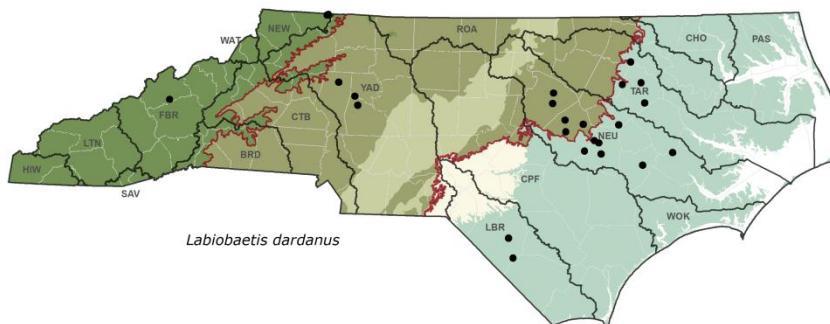 NEW
WAT
ROA
CHO
PAS
YAD
TAR
FBR
CTB
NEU
LTN
BRD
HIW
CPF
SAV
WOK
LBR
Labiobaetis dardanus